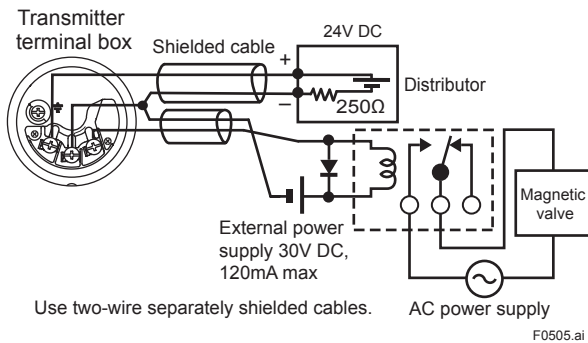 Transmitter
terminal box
Shielded cable
24V DC
+
−
250Ω
Distributor
External power
supply 30V DC,
120mA max
Magnetic
valve
Use two-wire separately shielded cables.
AC power supply
F0505.ai